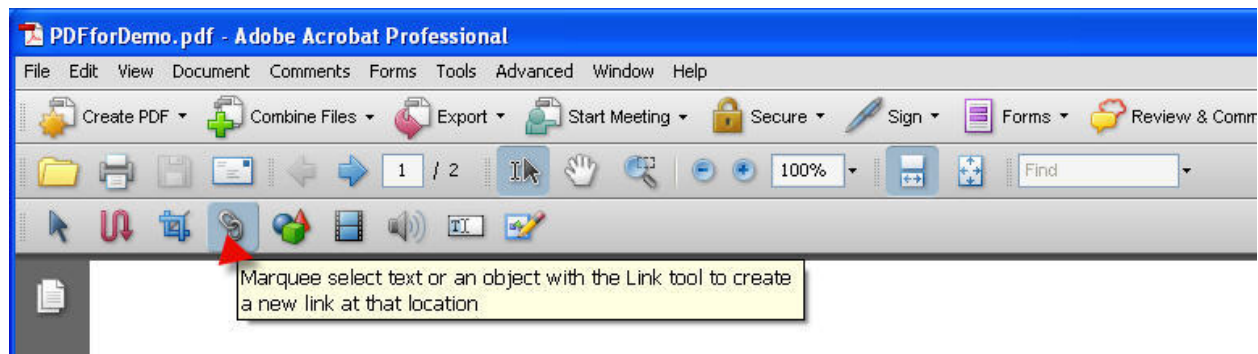 PDFforDemo.pdf - Adobe Acrobat Professional
File Edit View Document Comments Forms Tools Advanced Window Help
Create PDF Combine Files Export Start Meeting Secure Sign Forms Review & Comm
1 / 2 100% Find
Marquee select text or an object with the Link tool to create
a new link at that location